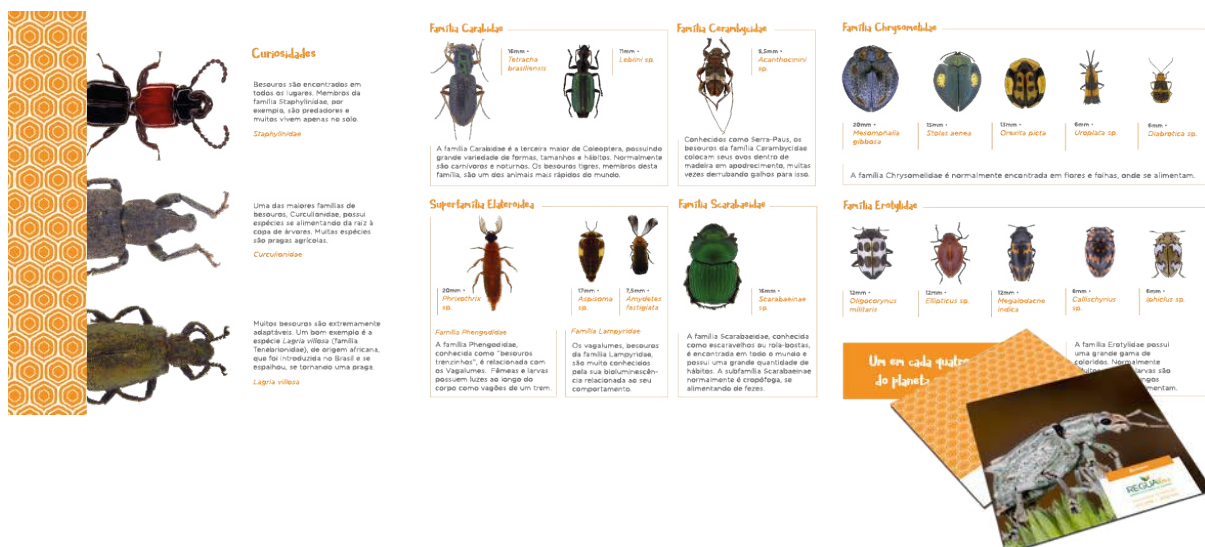 Curiosidades
Besouros são encontrados em
todos os lugares. Membros da
família Staphylinidae, por
exemplo, são predadores e
muitos vivem apenas no solo.
Staphylinidae
Uma das maiores famílias de
besouros, Curculionidae, possui
espécies se alimentando da raiz à
copa de árvores. Muitas espécies
são pragas agrícolas.
Curculionidae
Muitos besouros são extremamente
adaptáveis. Um bom exemplo é a
espécie Lagria villosa (família
Tenebrionidae), de origem africana,
que foi introduzida no Brasil e se
espalhou, se tornando uma praga.
Lagria villosa
Família Carabidae
16mm •
Tetracha
brasiliensis
11mm •
Lebiini sp.
A família Carabidae é a terceira maior de Coleoptera, possuindo
grande variedade de formas, tamanhos e hábitos. Normalmente
são carnívoros e noturnos. Os besouros tigres, membros desta
família, são um dos animais mais rápidos do mundo.
Família Cerambycidae
8,5mm •
Acanthocinini
sp.
Conhecidos como Serra-Paus, os
besouros da família Cerambycidae
colocam seus ovos dentro de
madeira em apodrecimento, muitas
vezes derrubando galhos para isso.
Família Chrysomelidae
20mm •
Mesomphalia
gibbosa
15mm •
Stolas aenea
13mm •
Omaspides
6mm •
Uroplata sp.
6mm •
Diabrotica sp.
A família Chrysomelidae é normalmente encontrada em flores e folhas, onde se alimentam.
Superfamília Elateroidea
20mm •
Phrixothrix
sp.
17mm •
Aspisoma
sp.
7,5mm •
Amydetes
fastigiata
Família Phengodidae
A família Phengodidae,
conhecida como "besouros
trenzinhos", é relacionada com
os Vagalumes. Fêmeas e larvas
possuem luzes ao longo do
corpo como vagões de um trem.
Família Lampyridae
Os vagalumes, besouros
da família Lampyridae,
são muito conhecidos
pela sua bioluminescên-
cia relacionada ao seu
comportamento.
Família Scarabaeidae
16mm •
Scarabaeinae
sp.
A família Scarabaeidae, conhecida
como escaravelhos ou rola-bostas,
é encontrada em todo o mundo e
possui uma grande quantidade de
hábitos. A subfamília Scarabaeinae
normalmente é coprófoga, se
alimentando de fezes.
Família Erotylidae
12mm •
Oligocorynus
militaris
12mm •
Ellipticus sp.
12mm •
Megalodacne
indica
8mm •
Callischyrus
sp.
6mm •
Iphiclus sp.
Um em cada quatro
do planeta
A família Erotylidae possui
uma grande gama de
coloridos. Normalmente
larvas são
REGUA